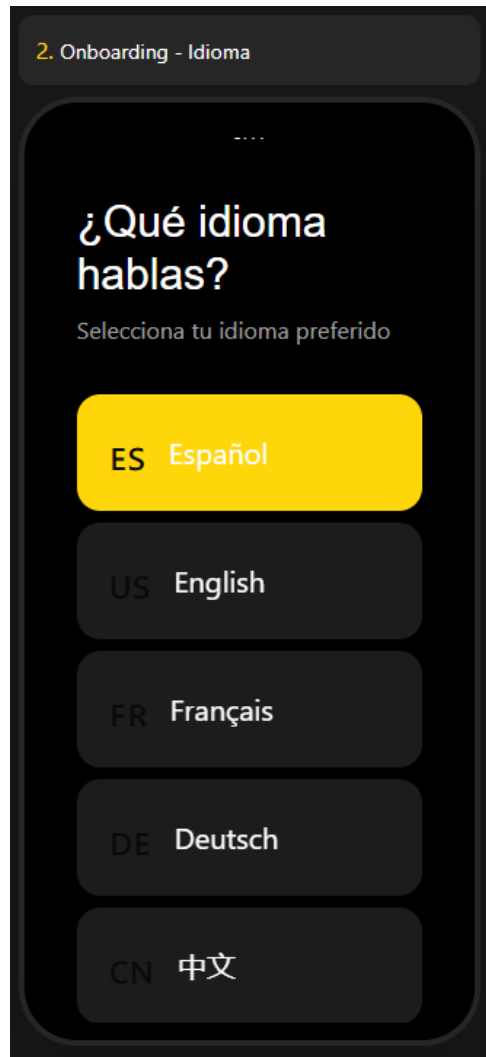 2. Onboarding - Idioma
¿Qué idioma
hablas?
Selecciona tu idioma preferido
ES Español
US English
FR Français
DE Deutsch
CN 中文